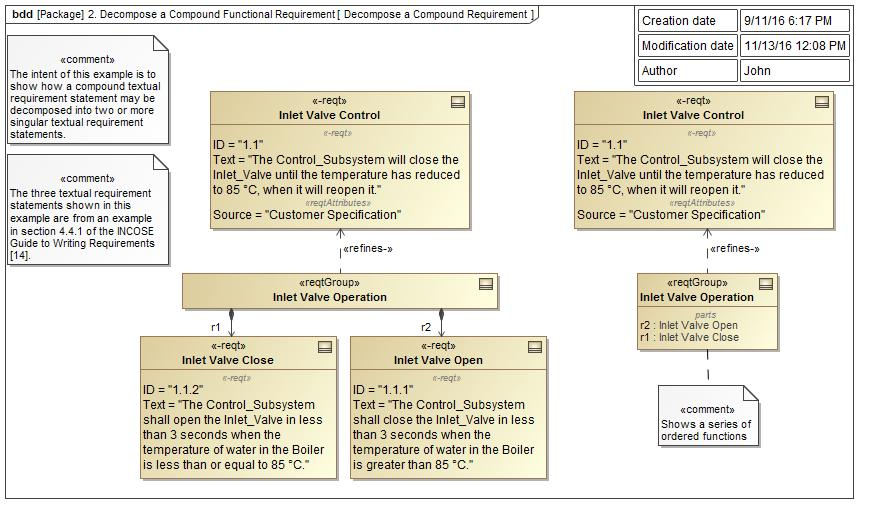 bdd [Package] 2. Decompose a Compound Functional Requirement [ Decompose a Compound Requirement ]
Creation date 9/11/16 6:17 PM
Modification date 11/13/16 12:08 PM
Author John
«comment»
The intent of this example is to
show how a compound textual
requirement statement may be
decomposed into two or more
singular textual requirement
statements.
«comment»
The three textual requirement
statements shown in this
example are from an example
in section 4.4.1 of the INCOSE
Guide to Writing Requirements
[14].
«-reqt»
Inlet Valve Control
«-reqt»
ID = "1.1"
Text = "The Control_Subsystem will close the
Inlet_Valve until the temperature has reduced
to 85 °C, when it will reopen it."
«reqtAttributes»
Source = "Customer Specification"
«refines-»
«reqtGroup»
Inlet Valve Operation
r1
r2
«-reqt»
Inlet Valve Close
«-reqt»
ID = "1.1.2"
Text = "The Control_Subsystem
shall open the Inlet_Valve in less
than 3 seconds when the
temperature of water in the Boiler
is less than or equal to 85 °C."
«-reqt»
Inlet Valve Open
«-reqt»
ID = "1.1.1"
Text = "The Control_Subsystem
shall close the Inlet_Valve in less
than 3 seconds when the
temperature of water in the Boiler
is greater than 85 °C."
«-reqt»
Inlet Valve Control
«-reqt»
ID = "1.1"
Text = "The Control_Subsystem will close the
Inlet_Valve until the temperature has reduced
to 85 °C, when it will reopen it."
«reqtAttributes»
Source = "Customer Specification"
«refines-»
«reqtGroup»
Inlet Valve Operation
parts
r2 : Inlet Valve Open
r1 : Inlet Valve Close
«comment»
Shows a series of
ordered functions